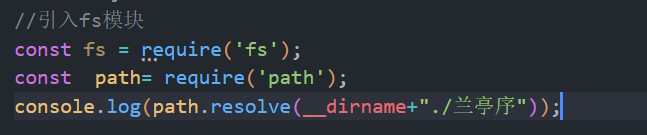 //引入fs模块
const fs = require('fs');
const  path= require('path');
console.log(path.resolve(__dirname+"./兰亭序"));